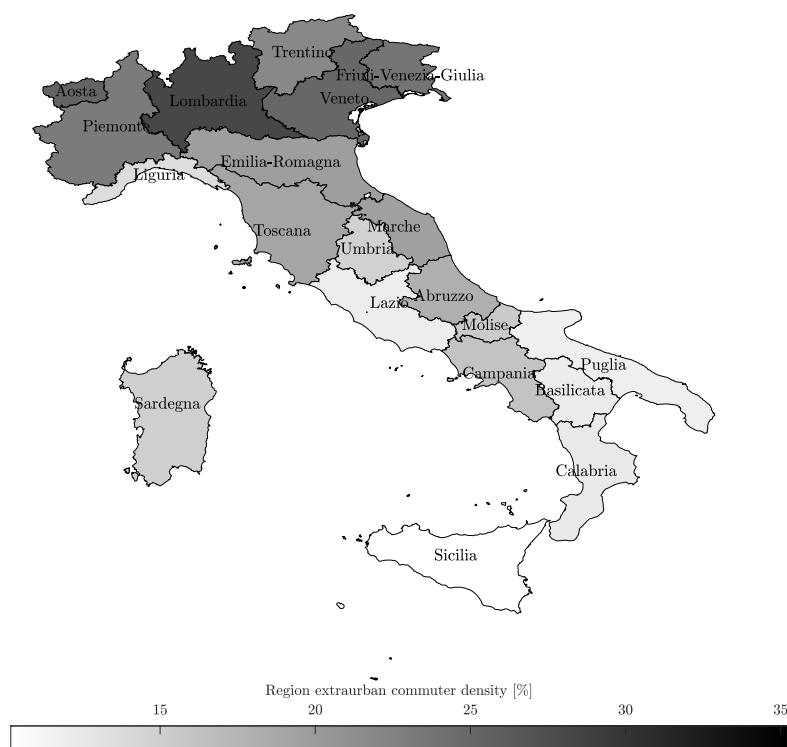 Trentino
Friuli-Venezia-Giulia
Aosta
Lombardia
Veneto
Piemonte
Emilia-Romagna
Liguria
Marche
Toscana
Umbria
Abruzzo
Lazio
Molise
Puglia
Campania
Basilicata
Sardegna
Calabria
Sicilia
Region extraurban commuter density [%]
15 20 25 30 35